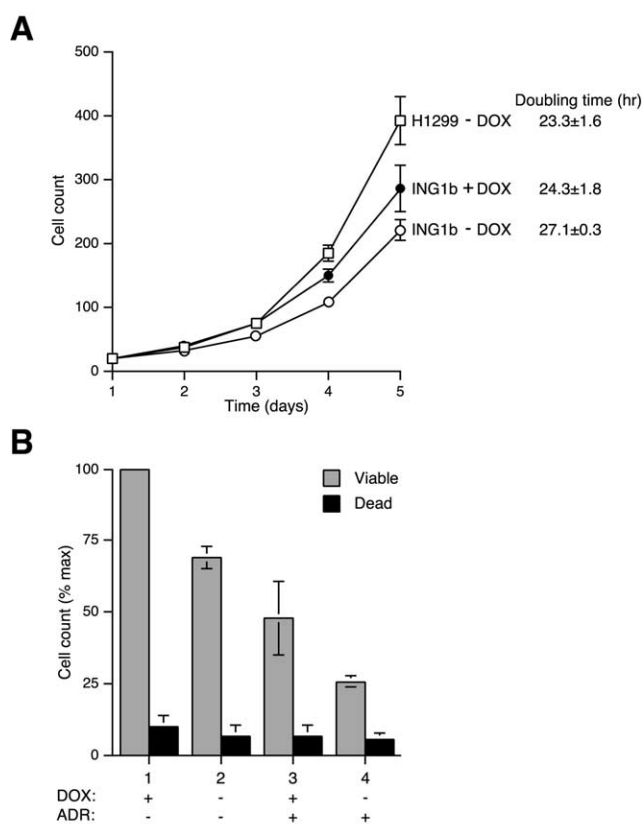 A
500
Doubling time (hr)
400
H1299 - DOX 23.3±1.6
300
ING1b + DOX 24.3±1.8
ING1b - DOX 27.1±0.3
200
100
0
Cell count
1 2 3 4 5
Time (days)
B
100
Viable
Dead
75
50
25
0
Cell count (% max)
1 2 3 4
DOX: + - + -
ADR: - - + +